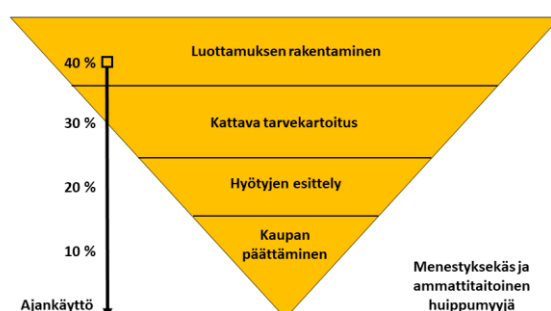 Luottamuksen rakentaminen
40 %
30 %
Kattava tarvekartoitus
20 %
Hyötyjen esittely
10 %
Kaupan
päättäminen
Ajankäyttö
Menestyksekäs ja
ammattitaitoinen
huippumyyjä